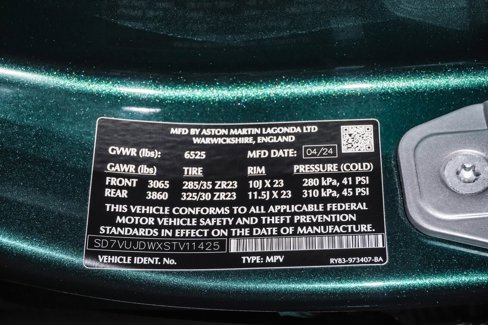 MFD BY ASTON MARTIN LAGONDA LTD
WARWICKSHIRE, ENGLAND
GVWR (lbs): 6525 MFD DATE: 04/24
GAWR (lbs): TIRE RIM PRESSURE (COLD)
FRONT 3065 285/35 ZR23 10J X 23 280 kPa, 41 PSI
REAR 3860 325/30 ZR23 11.5J X 23 310 kPa, 45 PSI
THIS VEHICLE CONFORMS TO ALL APPLICABLE FEDERAL
MOTOR VEHICLE SAFETY AND THEFT PREVENTION
STANDARDS IN EFFECT ON THE DATE OF MANUFACTURE.
SD7VUJDWXSTV11425
VEHICLE IDENT. No. TYPE: MPV RY83-973407-BA